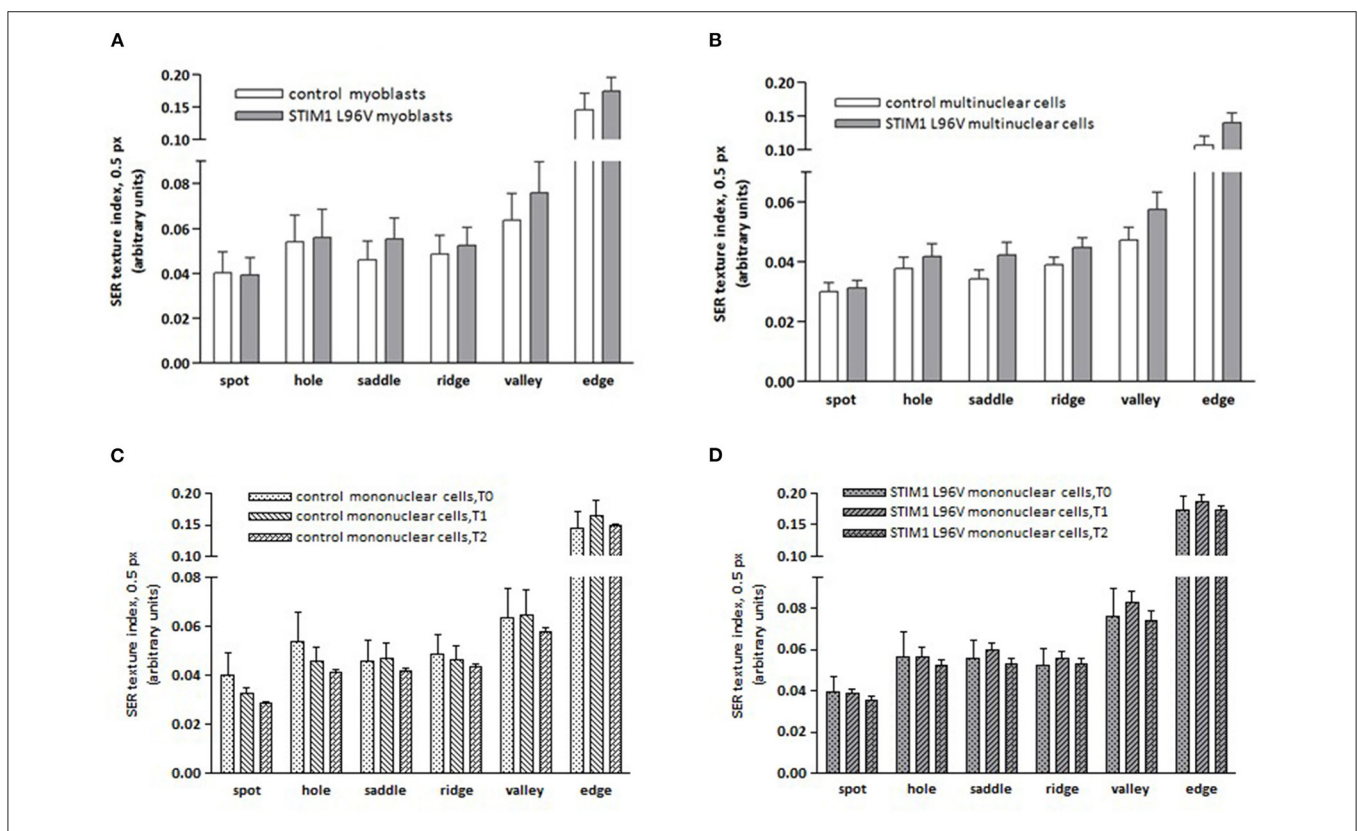 A
control myoblasts
STIM1 L96V myoblasts
SER texture index, 0.5 px
(arbitrary units)
0.20
0.15
0.10
0.08
0.06
0.04
0.02
0.00
spot hole saddle ridge valley edge
B
control multinuclear cells
STIM1 L96V multinuclear cells
SER texture index, 0.5 px
(arbitrary units)
0.20
0.15
0.10
0.06
0.04
0.02
0.00
spot hole saddle ridge valley edge
C
control mononuclear cells,T0
control mononuclear cells,T1
control mononuclear cells,T2
SER texture index, 0.5 px
(arbitrary units)
0.20
0.15
0.10
0.08
0.06
0.04
0.02
0.00
spot hole saddle ridge valley edge
D
STIM1 L96V mononuclear cells,T0
STIM1 L96V mononuclear cells,T1
STIM1 L96V mononuclear cells,T2
SER texture index, 0.5 px
(arbitrary units)
0.20
0.15
0.10
0.08
0.06
0.04
0.02
0.00
spot hole saddle ridge valley edge